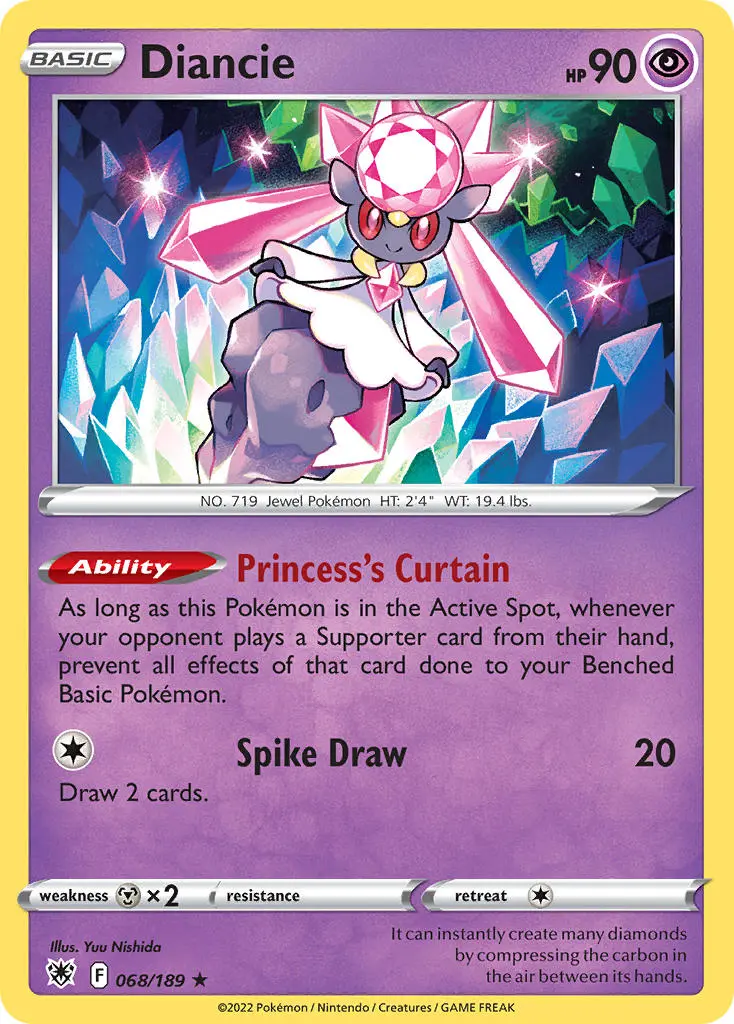 BASIC Diancie HP 90
NO. 719 Jewel Pokémon HT: 2'4" WT: 19.4 lbs.
Ability Princess's Curtain
As long as this Pokémon is in the Active Spot, whenever
your opponent plays a Supporter card from their hand,
prevent all effects of that card done to your Benched
Basic Pokémon.
Spike Draw 20
Draw 2 cards.
weakness ×2 resistance retreat
Illus. Yuu Nishida
It can instantly create many diamonds
by compressing the carbon in
the air between its hands.
F 068/189 ★
©2022 Pokémon / Nintendo / Creatures / GAME FREAK